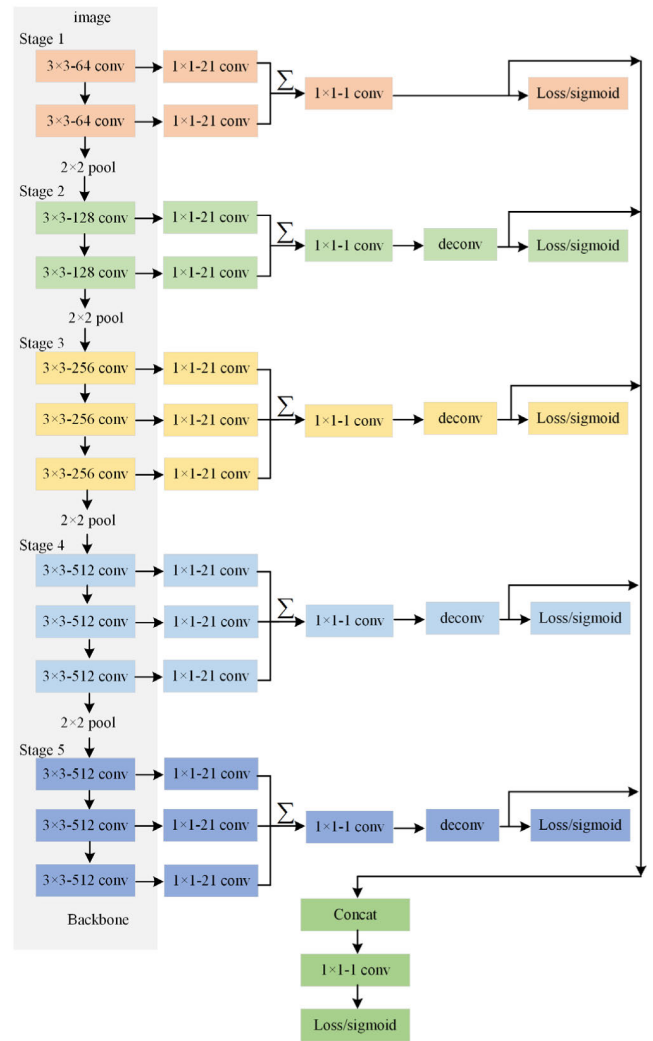 image
Stage 1
3×3-64 conv 1×1-21 conv
∑
1×1-1 conv Loss/sigmoid
3×3-64 conv 1×1-21 conv
2×2 pool
Stage 2
3×3-128 conv 1×1-21 conv
∑
1×1-1 conv deconv Loss/sigmoid
3×3-128 conv 1×1-21 conv
2×2 pool
Stage 3
3×3-256 conv 1×1-21 conv
∑
3×3-256 conv 1×1-21 conv 1×1-1 conv deconv Loss/sigmoid
3×3-256 conv 1×1-21 conv
2×2 pool
Stage 4
3×3-512 conv 1×1-21 conv
∑
3×3-512 conv 1×1-21 conv 1×1-1 conv deconv Loss/sigmoid
3×3-512 conv 1×1-21 conv
2×2 pool
Stage 5
3×3-512 conv 1×1-21 conv
∑
3×3-512 conv 1×1-21 conv 1×1-1 conv deconv Loss/sigmoid
3×3-512 conv 1×1-21 conv
Backbone
Concat
1×1-1 conv
Loss/sigmoid